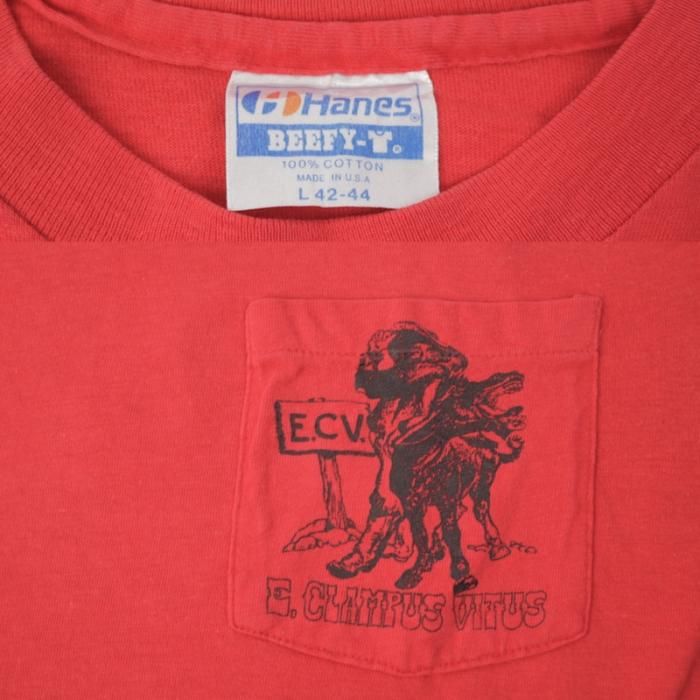 Hanes®
BEEFY-T®
100% COTTON
MADE IN U.S.A
L 42-44
E.C.V.
E. CLAMPUS VITUS